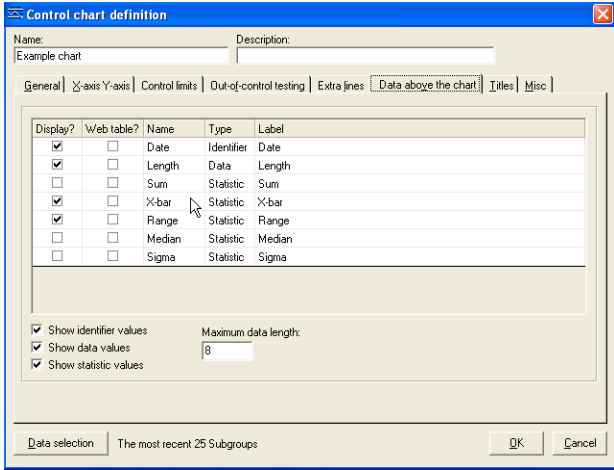 Control chart definition
Name: Description:
Example chart
General X-axis Y-axis Control limits Out-of-control testing Extra lines Data above the chart Titles Misc
Display? Web table? Name Type Label
Date Identifier Date
Length Data Length
Sum Statistic Sum
X-bar Statistic X-bar
Range Statistic Range
Median Statistic Median
Sigma Statistic Sigma
Show identifier values Maximum data length:
Show data values 8
Show statistic values
Data selection The most recent 25 Subgroups OK Cancel